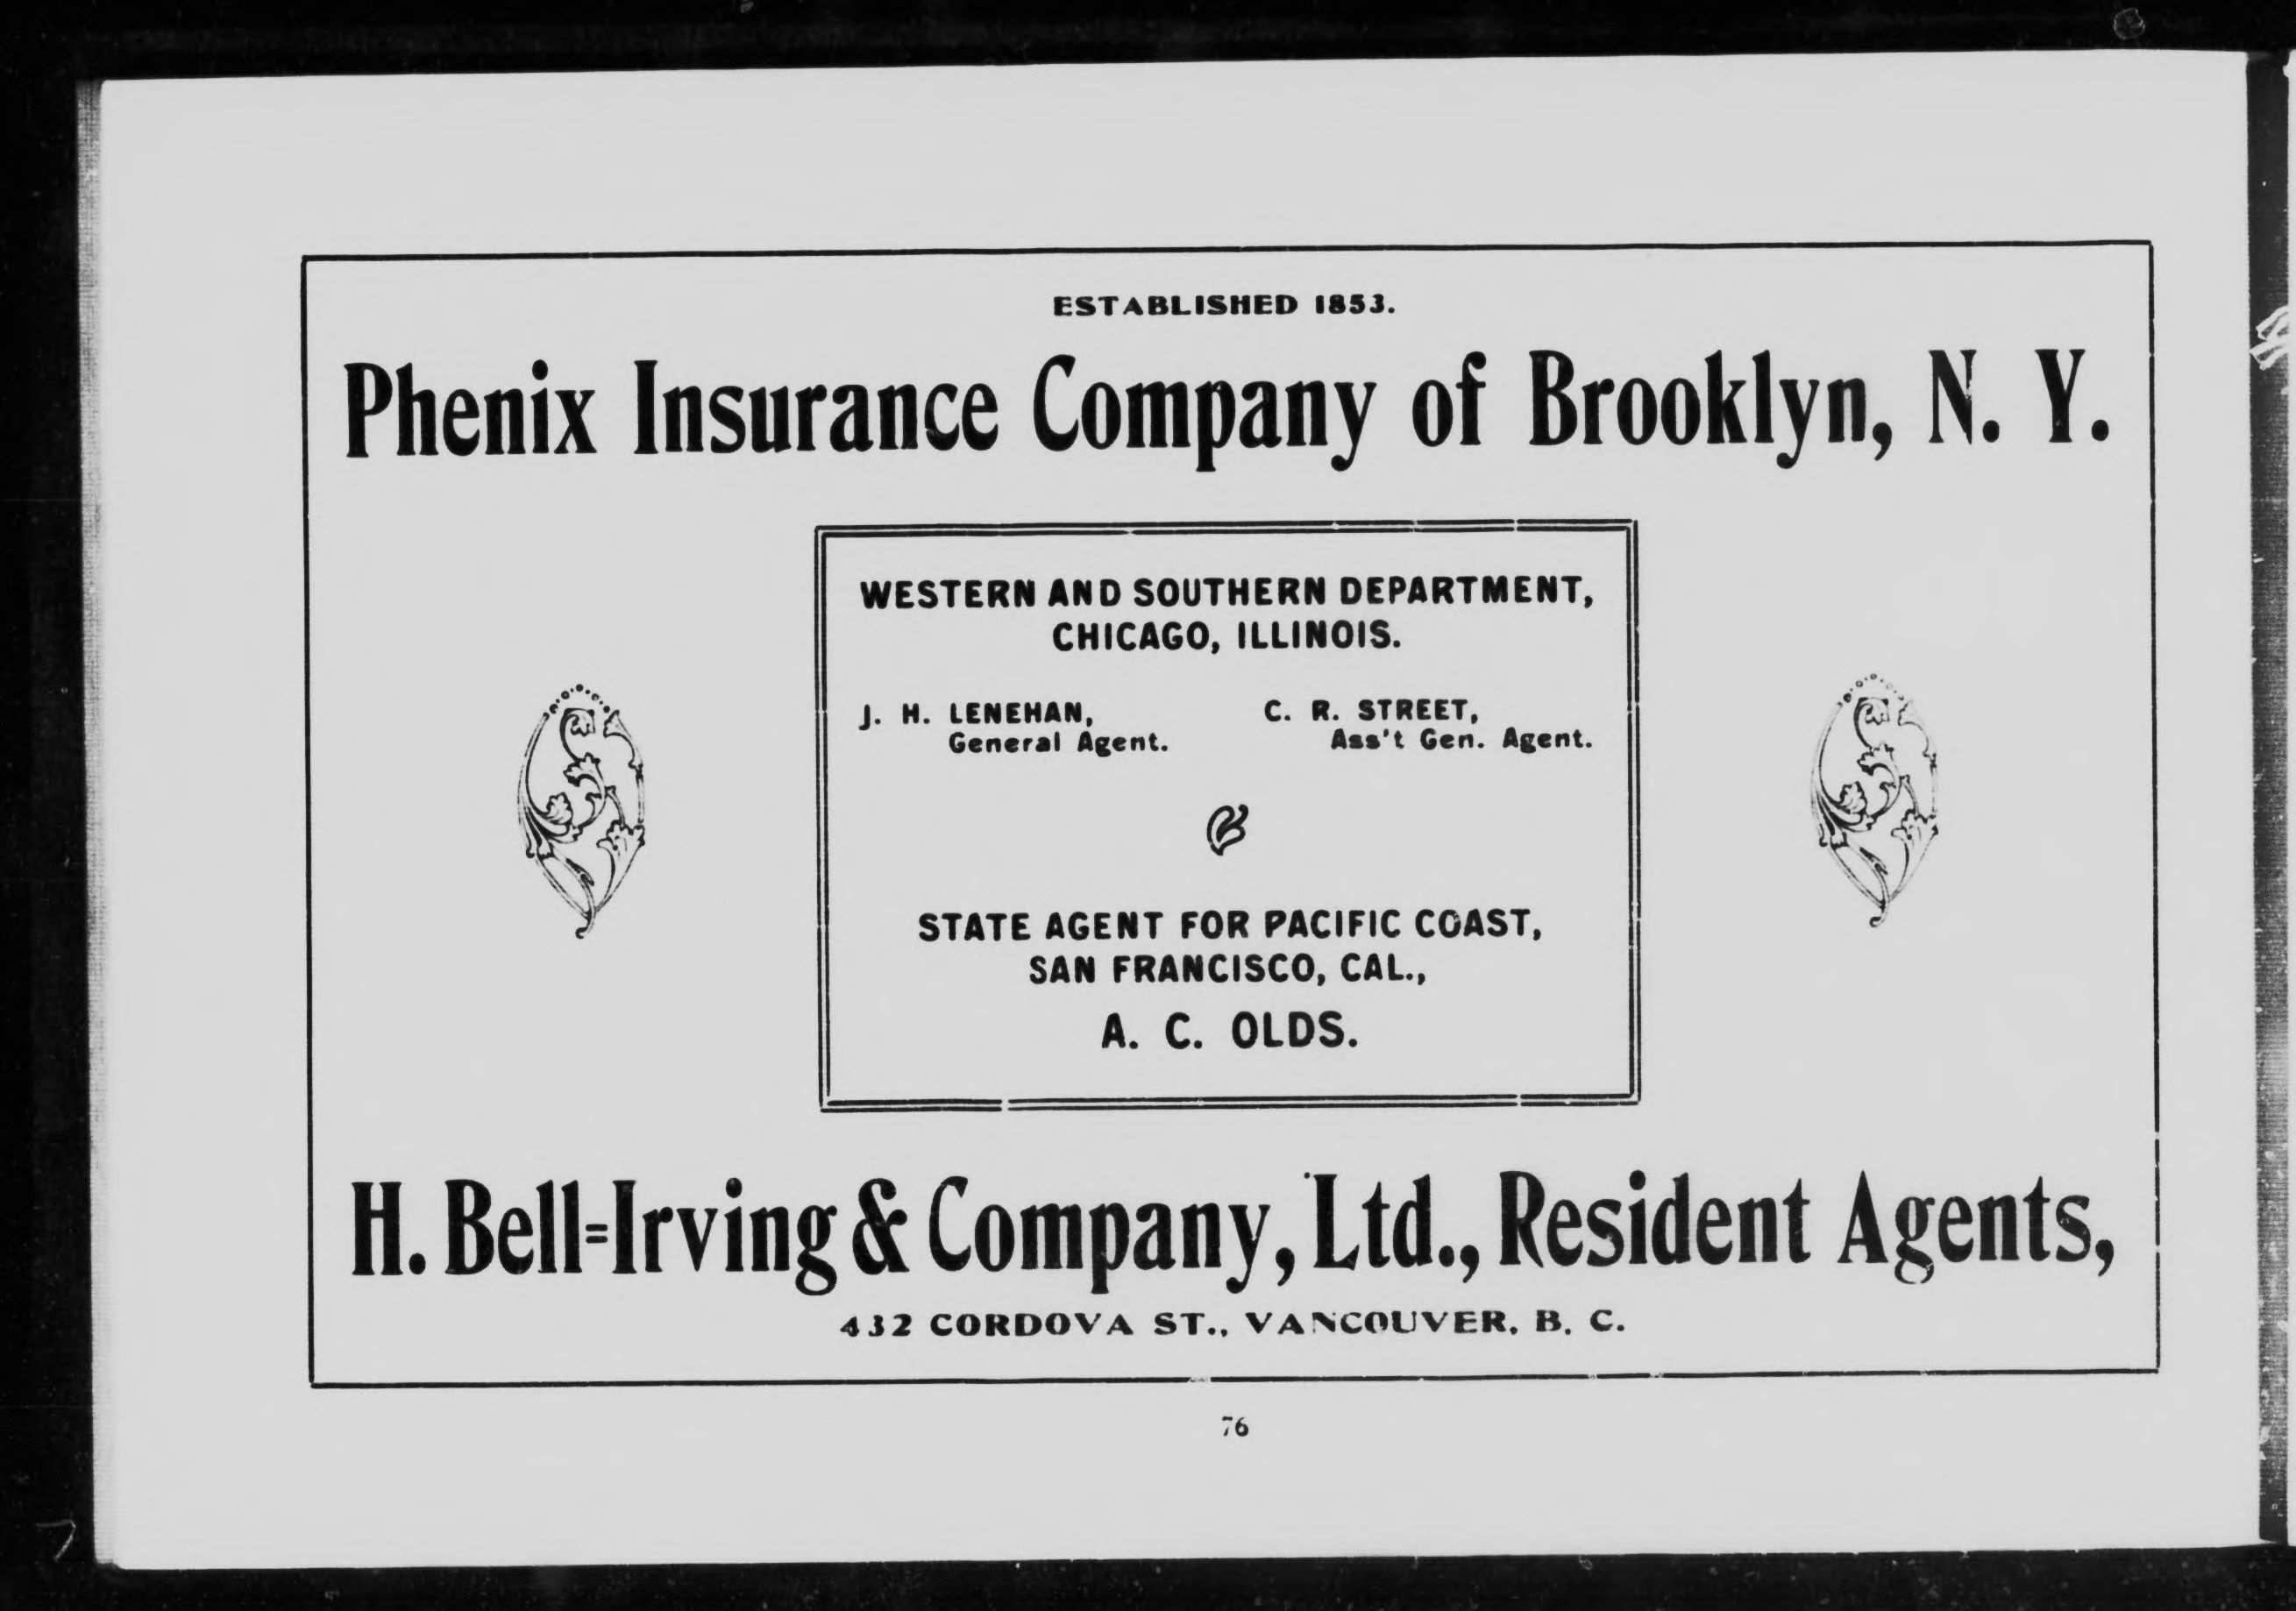 ESTABLISHED 1853.
Phenix Insurance Company of Brooklyn, N. Y.
WESTERN AND SOUTHERN DEPARTMENT,
CHICAGO, ILLINOIS.
J. H. LENEHAN,
General Agent.
C. R. STREET,
Ass't Gen. Agent.
STATE AGENT FOR PACIFIC COAST,
SAN FRANCISCO, CAL.,
A. C. OLDS.
H. Bell=Irving & Company, Ltd., Resident Agents,
432 CORDOVA ST., VANCOUVER, B. C.
76